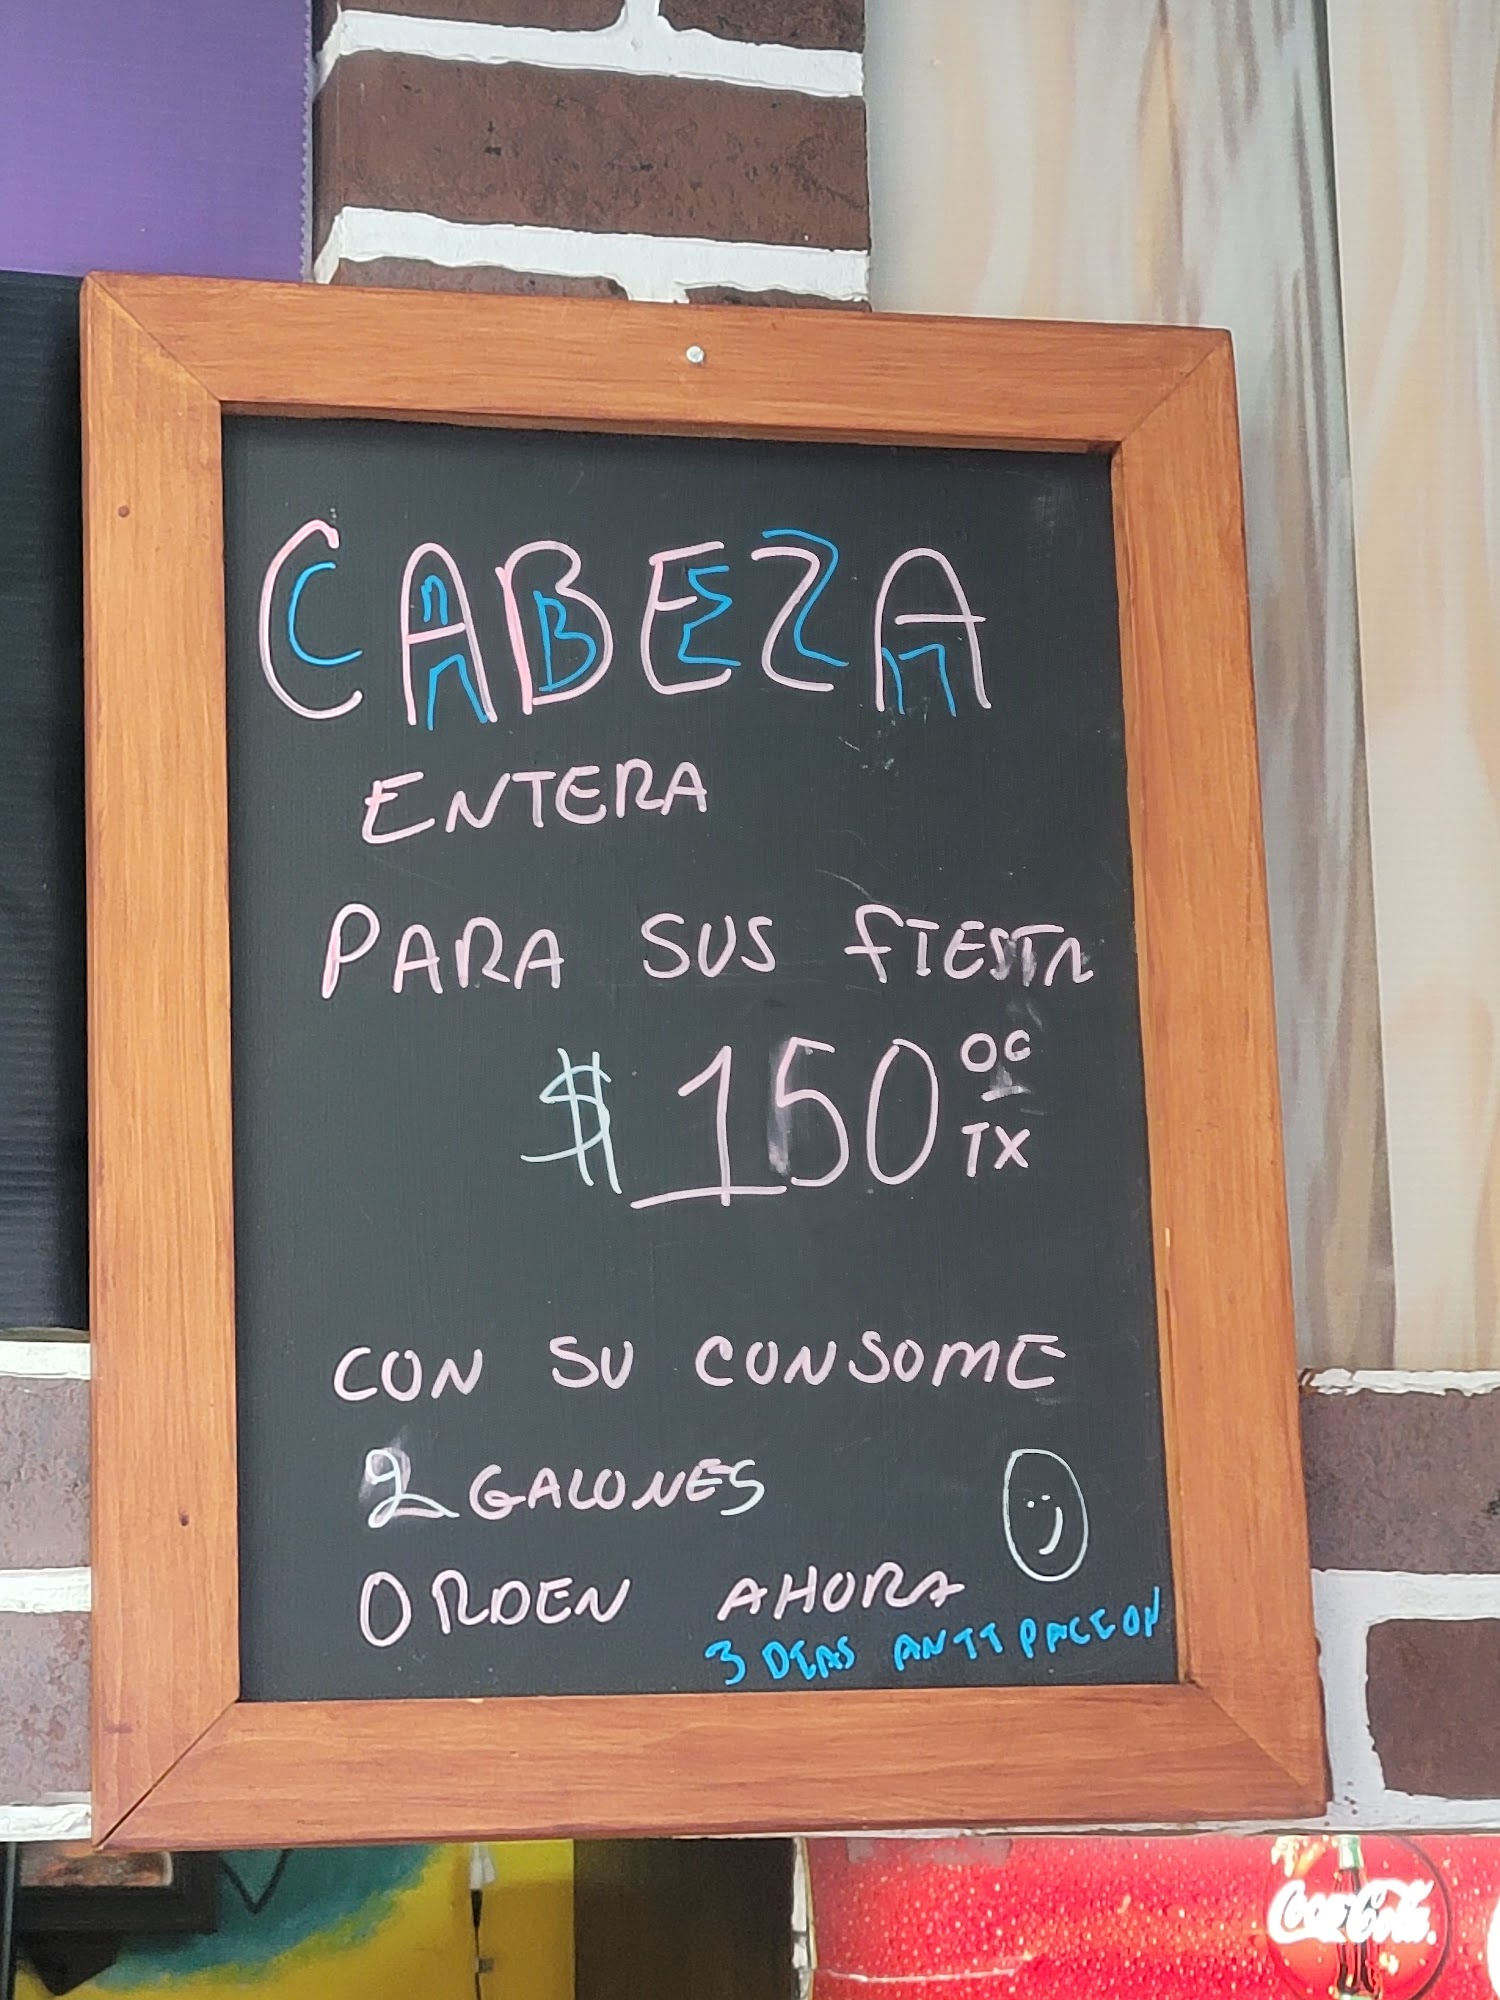 CABEZA
ENTERA
PARA SUS FIESTA
$ 150 00
TX
CON SU CONSOME
2 GALONES
ORDEN AHORA
3 DIAS ANTIPACION
Coca-Cola